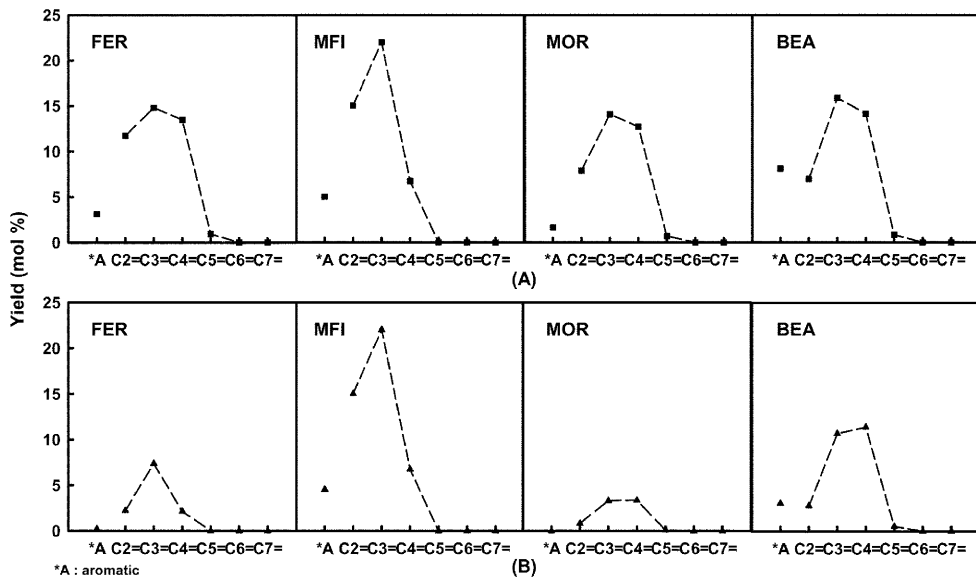 25
20
15
10
5
0
FER
MFI
MOR
BEA
*A C2=C3=C4=C5=C6=C7=
*A C2=C3=C4=C5=C6=C7=
*A C2=C3=C4=C5=C6=C7=
*A C2=C3=C4=C5=C6=C7=
(A)
Yield (mol %)
25
20
15
10
5
0
FER
MFI
MOR
BEA
*A C2=C3=C4=C5=C6=C7=
*A C2=C3=C4=C5=C6=C7=
*A C2=C3=C4=C5=C6=C7=
*A C2=C3=C4=C5=C6=C7=
*A : aromatic
(B)